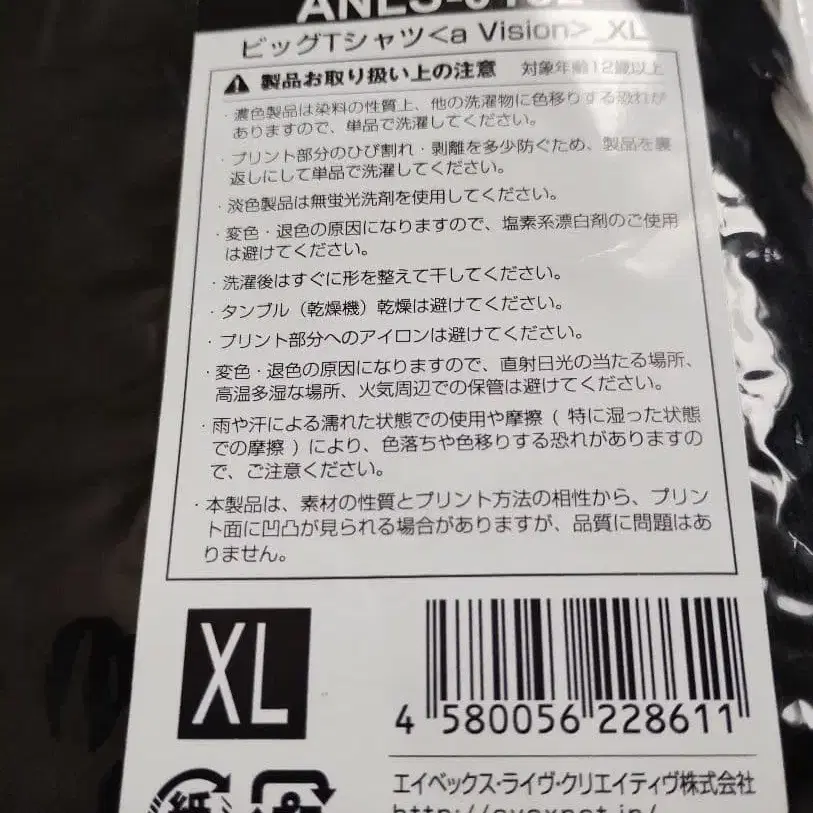 ビッグTシャツ<a Vision>_XL
製品お取り扱い上の注意 対象年齢12歳以上
・濃色製品は染料の性質上、他の洗濯物に色移りする恐れが
ありますので、単品で洗濯してください。
・プリント部分のひび割れ・剥離を多少防ぐため、製品を裏
返しにして単品で洗濯してください。
・淡色製品は無蛍光洗剤を使用してください。
・変色・退色の原因になりますので、塩素系漂白剤のご使用
は避けてください。
・洗濯後はすぐに形を整えて干してください。
・タンブル（乾燥機）乾燥は避けてください。
・プリント部分へのアイロンは避けてください。
・変色・退色の原因になりますので、直射日光の当たる場所、
高温多湿な場所、火気周辺での保管は避けてください。
・雨や汗による濡れた状態での使用や摩擦（特に湿った状態
での摩擦）により、色落ちや色移りする恐れがありますの
で、ご注意ください。
・本製品は、素材の性質とプリント方法の相性から、プリン
ト面に凹凸が見られる場合がありますが、品質に問題はあ
りません。
XL
4 580056 228611
エイベックス・ライヴ・クリエイティヴ株式会社
紙